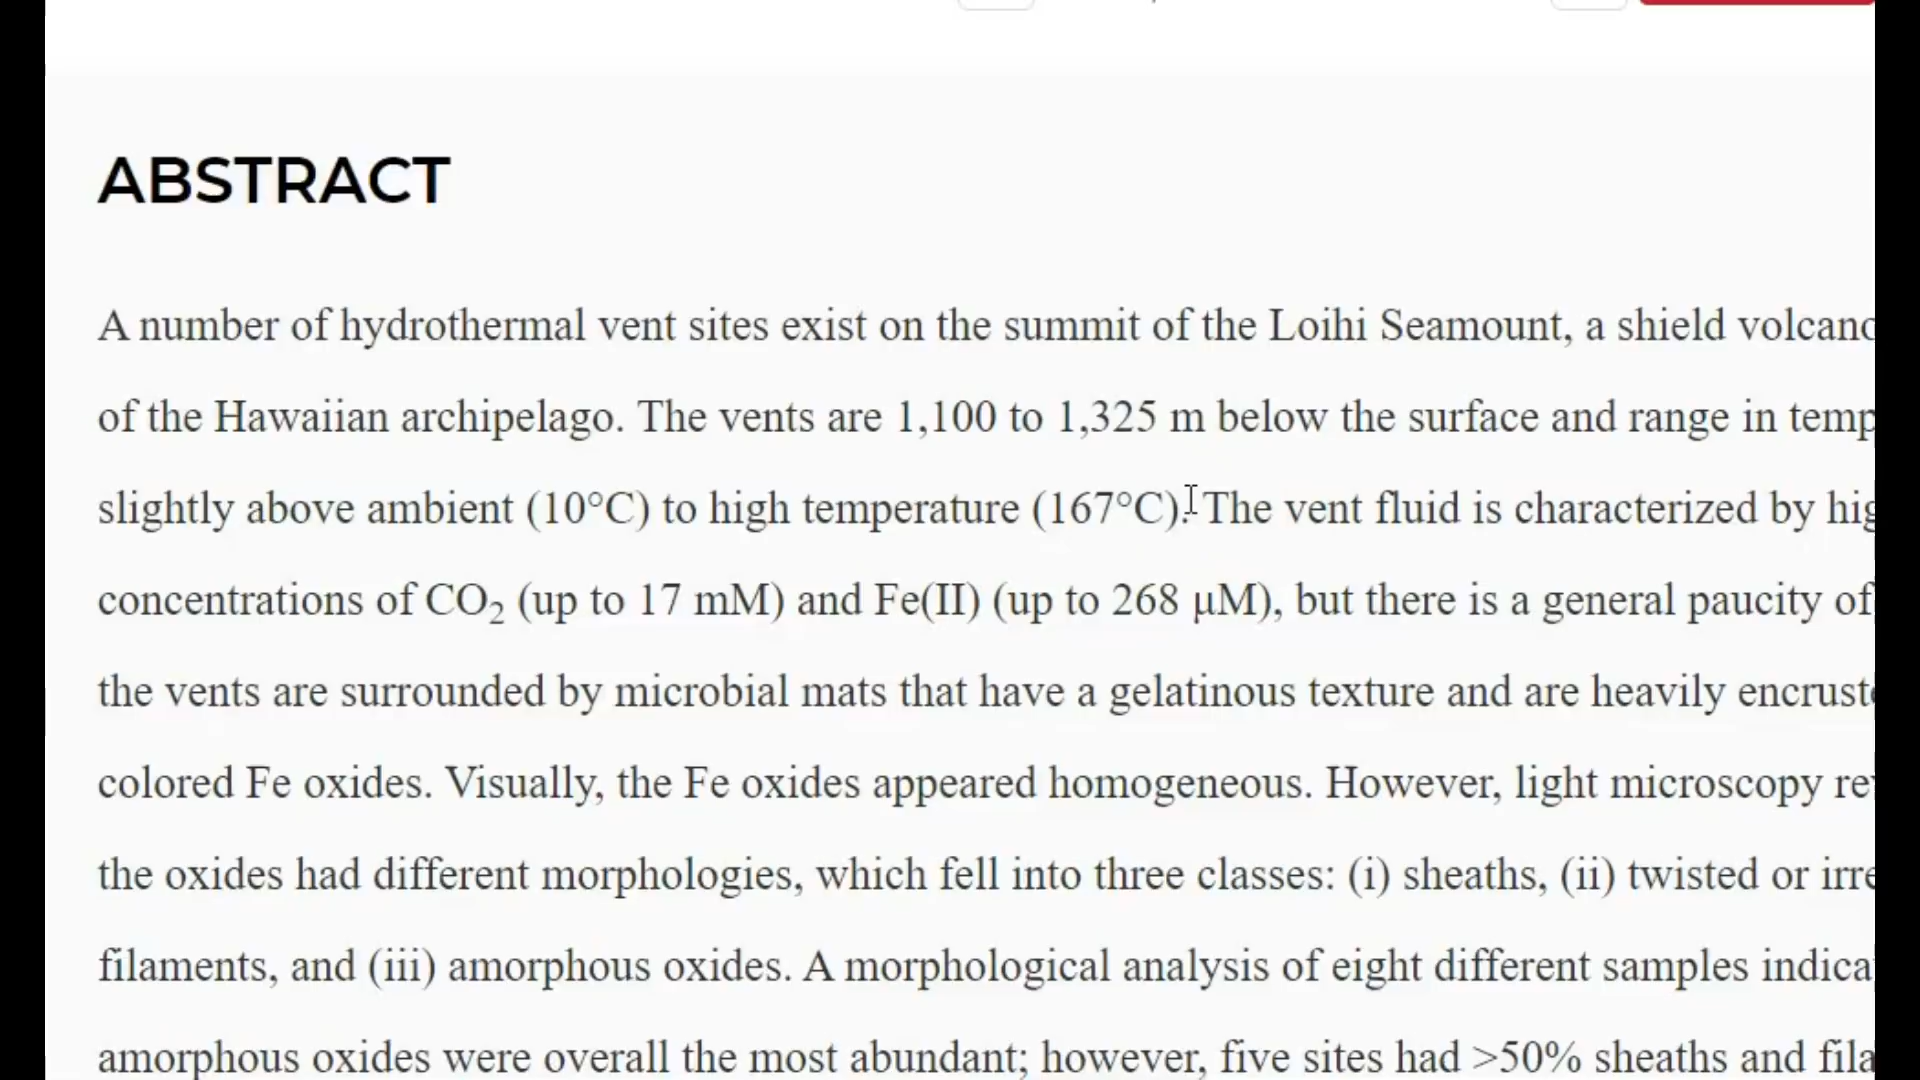 ABSTRACT
A number of hydrothermal vent sites exist on the summit of the Loihi Seamount, a shield
of the Hawaiian archipelago. The vents are 1,100 to 1,325 m below the surface and range in
slightly above ambient (10°C) to high temperature (167°C). The vent fluid is characterized by
concentrations of CO₂ (up to 17 mM) and Fe(II) (up to 268 μM), but there is a general paucity of
the vents are surrounded by microbial mats that have a gelatinous texture and are heavily
colored Fe oxides. Visually, the Fe oxides appeared homogeneous. However, light microscopy
the oxides had different morphologies, which fell into three classes: (i) sheaths, (ii) twisted or
filaments, and (iii) amorphous oxides. A morphological analysis of eight different samples
amorphous oxides were overall the most abundant; however, five sites had >50% sheaths and